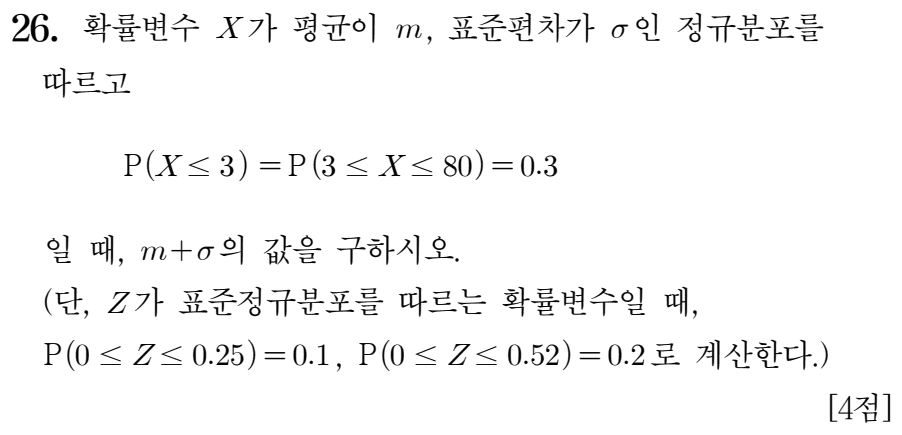 26. 확률변수 X가 평균이 m, 표준편차가 σ인 정규분포를
따르고
P(X ≤ 3) = P(3 ≤ X ≤ 80) = 0.3
일 때, m+σ의 값을 구하시오.
(단, Z가 표준정규분포를 따르는 확률변수일 때,
P(0 ≤ Z ≤ 0.25) = 0.1, P(0 ≤ Z ≤ 0.52) = 0.2로 계산한다.)
[4점]